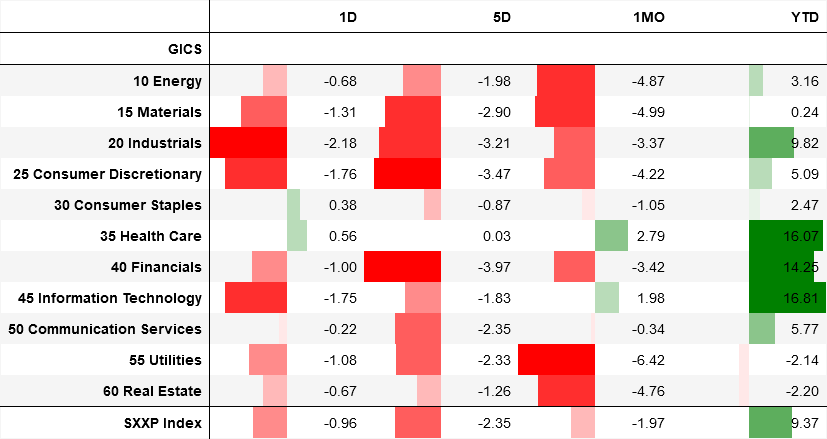 1D 5D 1MO YTD
GICS
10 Energy -0.68 -1.98 -4.87 3.16
15 Materials -1.31 -2.90 -4.99 0.24
20 Industrials -2.18 -3.21 -3.37 9.82
25 Consumer Discretionary -1.76 -3.47 -4.22 5.09
30 Consumer Staples 0.38 -0.87 -1.05 2.47
35 Health Care 0.56 0.03 2.79 16.07
40 Financials -1.00 -3.97 -3.42 14.25
45 Information Technology -1.75 -1.83 1.98 16.81
50 Communication Services -0.22 -2.35 -0.34 5.77
55 Utilities -1.08 -2.33 -6.42 -2.14
60 Real Estate -0.67 -1.26 -4.76 -2.20
SXXP Index -0.96 -2.35 -1.97 9.37